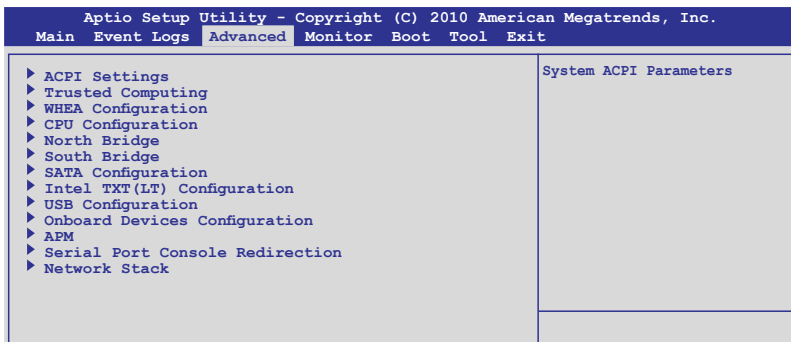 Aptio Setup Utility - Copyright (C) 2010 American Megatrends, Inc.
Main Event Logs Advanced Monitor Boot Tool Exit
ACPI Settings
Trusted Computing
WHEA Configuration
CPU Configuration
North Bridge
South Bridge
SATA Configuration
Intel TXT(LT) Configuration
USB Configuration
Onboard Devices Configuration
APM
Serial Port Console Redirection
Network Stack
System ACPI Parameters